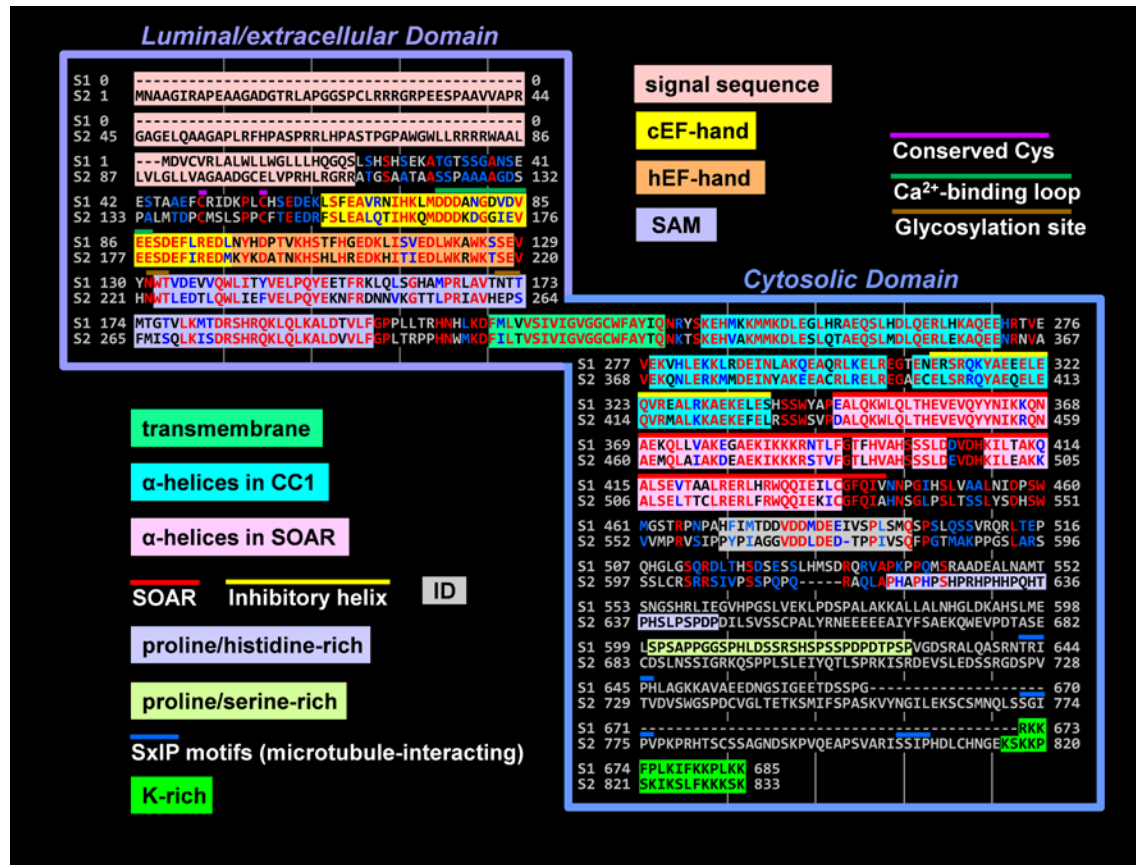 Luminal/extracellular Domain
S1 0 --------------------------------------------- 0
S2 1 MNAAGIRAPEAAGADGTRLAPGGSPCLRRRGRPEESPAAVVAPR 44
S1 0 --------------------------------------------- 0
S2 45 GAGELQAAGAPLRFHPASPRRLHPASTPGPAWGWLLRRRRWAAL 86
S1 1 ---MDVCVRLALWLLWGLLLHQGQSLSHSHSEKATGTSSGANSE 41
S2 87 LVLGLLVAGAADGCELVPRHLRGRRATGSAATAASSPAAAAGDS 132
S1 42 ESTAAEFCRIDKPLCHSEDEKLSFEAVRNIHKLMDDDANGDVDV 85
S2 133 PALMTDPCMSLSPPCFTEEDRFSLEALQTIHKQMDDDKDGGIEV 176
S1 86 EESDEFLREDLNYHDPTVKHSTFHGEDKLISVEDLWKAWKSSEV 129
S2 177 EESDEFIREDMKYKDATNKHSHLHREDKHITIEDLWKRWKTSEV 220
S1 130 YNWTVDEVVQWLITYVELPQYEETFRKLQLSGHAMPRLAVTNTT 173
S2 221 HNWTLEDTLQWLIEFVELPQYEKNFRDNNVKGTTLPRIAVHEPS 264
S1 174 MTGTVLKMTDRSHRQKLQLKALDTVLFGPPLLTRHNHLKDFMLVVSIVIGVGGCWFAYIQNRYSKEHMKKMMKDLEGLHRAEQSLHDLQERLHKAQEEHRTVE 276
S2 265 FMISQLKISDRSHRQKLQLKALDVVLFGPLTRPPHNWMKDFILTVSIVIGVGGCWFAYTQNKTSKEHVAKMMKDLESLQTAEQSLMDLQERLEKAQEENRNVA 367
Cytosolic Domain
S1 277 VEKVHLEKKLRDEINLAKQEAQRLKELREGTENERSRQKYAEEELE 322
S2 368 VEKQNLERKMMDEINYAKEEACRLRELREGAECELSRRQYAEQELE 413
S1 323 QVREALRKAEKELESHSSWYAPEALQKWLQLTHEVEVQYYNIKKQN 368
S2 414 QVRMALKKAEKEFELRSSWSVPDALQKWLQLTHEVEVQYYNIKRQN 459
S1 369 AEKQLLVAKEGAEKIKKKRNTLFGTFHVAHSSSLDDVDHKILTAKQ 414
S2 460 AEMQLAIAKDEAEKIKKKRSTVFGTLHVAHSSSLDEVDHKILEAKK 505
S1 415 ALSEVTAALRERLHRWQQIEILCGFQIVNNPGIHSLVAALNIDPSW 460
S2 506 ALSELTTCLRERLFRWQQIEKICGFQIAHNSGLPSLTSSLYSDHSW 551
S1 461 MGSTRPNPAHFIMTDDVDDMDEEIVSPLSMQSPSLQSSVRQRLTEP 516
S2 552 VVMPRVSIPPYPIAGGVDDLDED-TPPIVSQFPGTMAKPPGSLARS 596
S1 507 QHGLGSQRDLTHSDSESSLHMSDRQRVAPKPPQMSRAADEALNAMT 552
S2 597 SSLCRSRRSIVPSSPQPQ-----RAQLAPHAPHPSHPRHPHHPQHT 636
S1 553 SNGSHRLIEGVHPGSLVEKLPDSPALAKKALLALNHGLDKAHSLME 598
S2 637 PHSLPSPDPDILSVSSCPALYRNEEEEEAIYFSAEKQWEVPDTASE 682
S1 599 LSPSAPPGGSPHLDSSRSHSPSSPDPDTPSPVGDSRALQASRNTRI 644
S2 683 CDSLNSSIGRKQSPPLSLEIYQTLSPRKISRDEVSLEDSSRGDSPV 728
S1 645 PHLAGKKAVAEEDNGSIGEETDSSPG-------------------- 670
S2 729 TVDVSWGSPDCVGLTETKSMIFSPASKVYNGILEKSCSMNQLSSGI 774
S1 671 -------------------------------------------RKK 673
S2 775 PVPKPRHTSCSSAGNDSKPVQEAPSVARISSIPHDLCHNGEKSKKP 820
S1 674 FPLKIFKKPLKK 685
S2 821 SKIKSLFKKKSK 833
signal sequence
cEF-hand
hEF-hand
SAM
Conserved Cys
Ca²⁺-binding loop
Glycosylation site
transmembrane
α-helices in CC1
α-helices in SOAR
SOAR Inhibitory helix ID
proline/histidine-rich
proline/serine-rich
SxIP motifs (microtubule-interacting)
K-rich